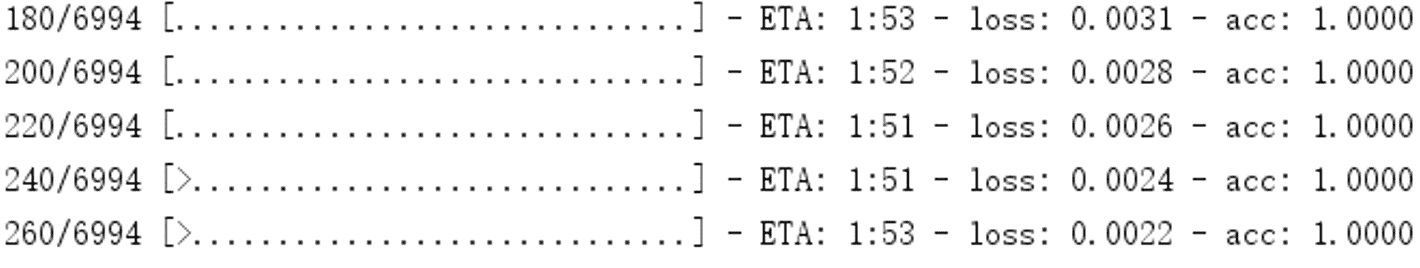 180/6994 [..............................] - ETA: 1:53 - loss: 0.0031 - acc: 1.0000
200/6994 [..............................] - ETA: 1:52 - loss: 0.0028 - acc: 1.0000
220/6994 [..............................] - ETA: 1:51 - loss: 0.0026 - acc: 1.0000
240/6994 [>.............................] - ETA: 1:51 - loss: 0.0024 - acc: 1.0000
260/6994 [>.............................] - ETA: 1:53 - loss: 0.0022 - acc: 1.0000